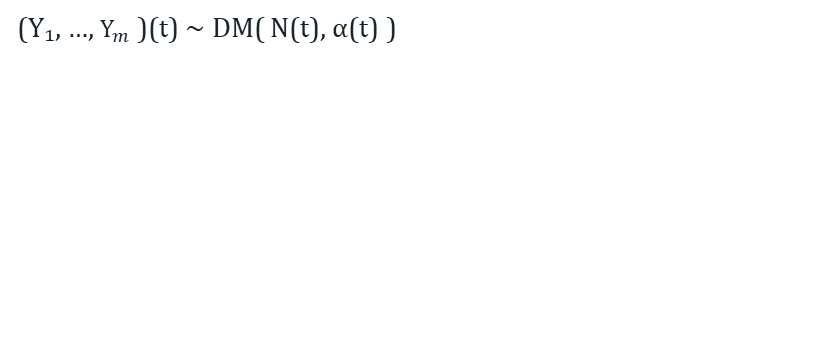 (Y₁, ..., Yₘ )(t) ~ DM( N(t), α(t) )